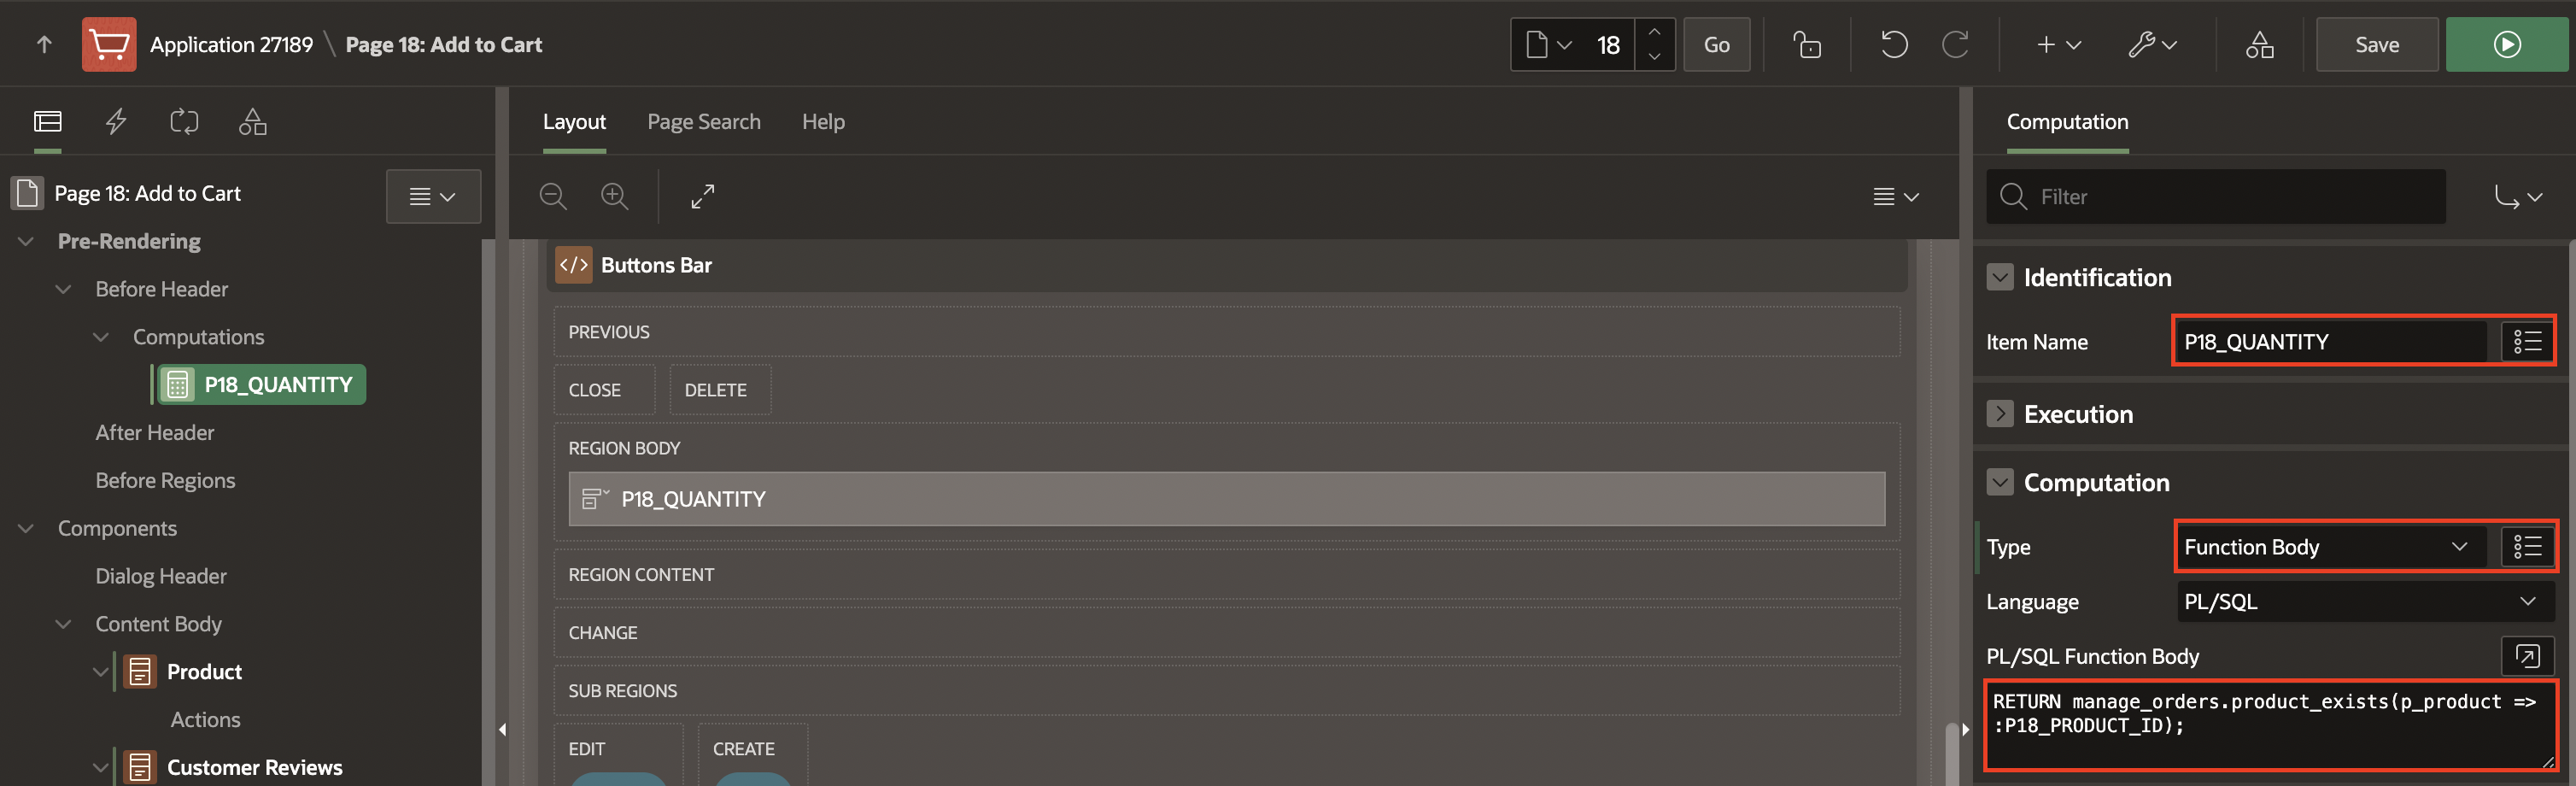 Application 27189 \ Page 18: Add to Cart
18
Go
Save
Page 18: Add to Cart
Pre-Rendering
Before Header
Computations
P18_QUANTITY
After Header
Before Regions
Components
Dialog Header
Content Body
Product
Actions
Customer Reviews
Layout
Page Search
Help
</> Buttons Bar
PREVIOUS
CLOSE
DELETE
REGION BODY
P18_QUANTITY
REGION CONTENT
CHANGE
SUB REGIONS
EDIT
CREATE
Computation
Filter
Identification
Item Name
P18_QUANTITY
Execution
Computation
Type
Function Body
Language
PL/SQL
PL/SQL Function Body
RETURN manage_orders.product_exists(p_product =>
:P18_PRODUCT_ID);